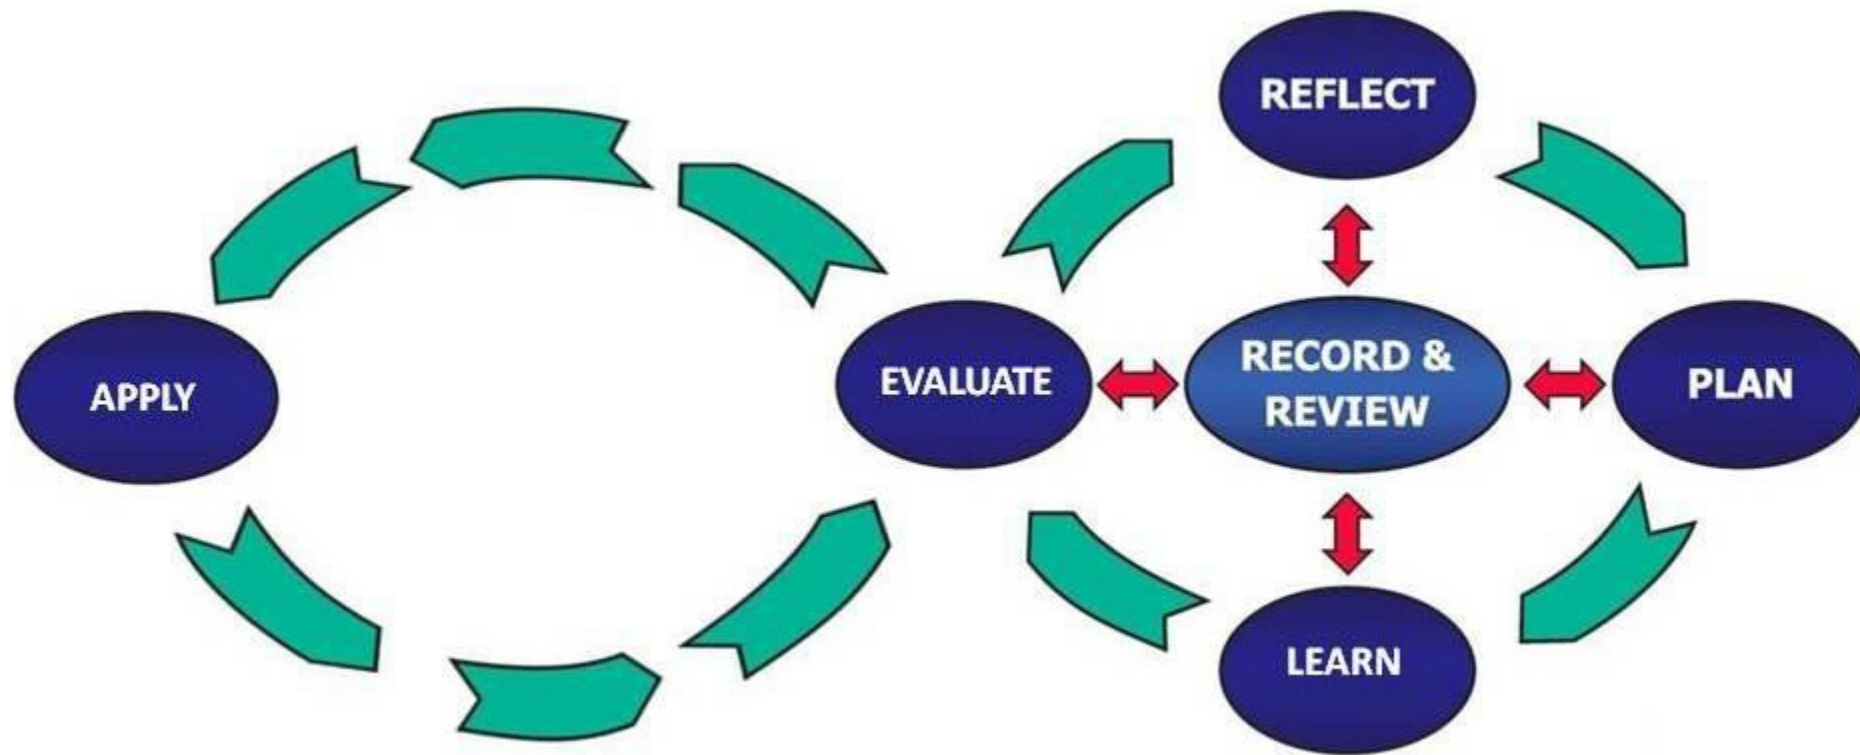 REFLECT
APPLY
EVALUATE
RECORD &
REVIEW
PLAN
LEARN